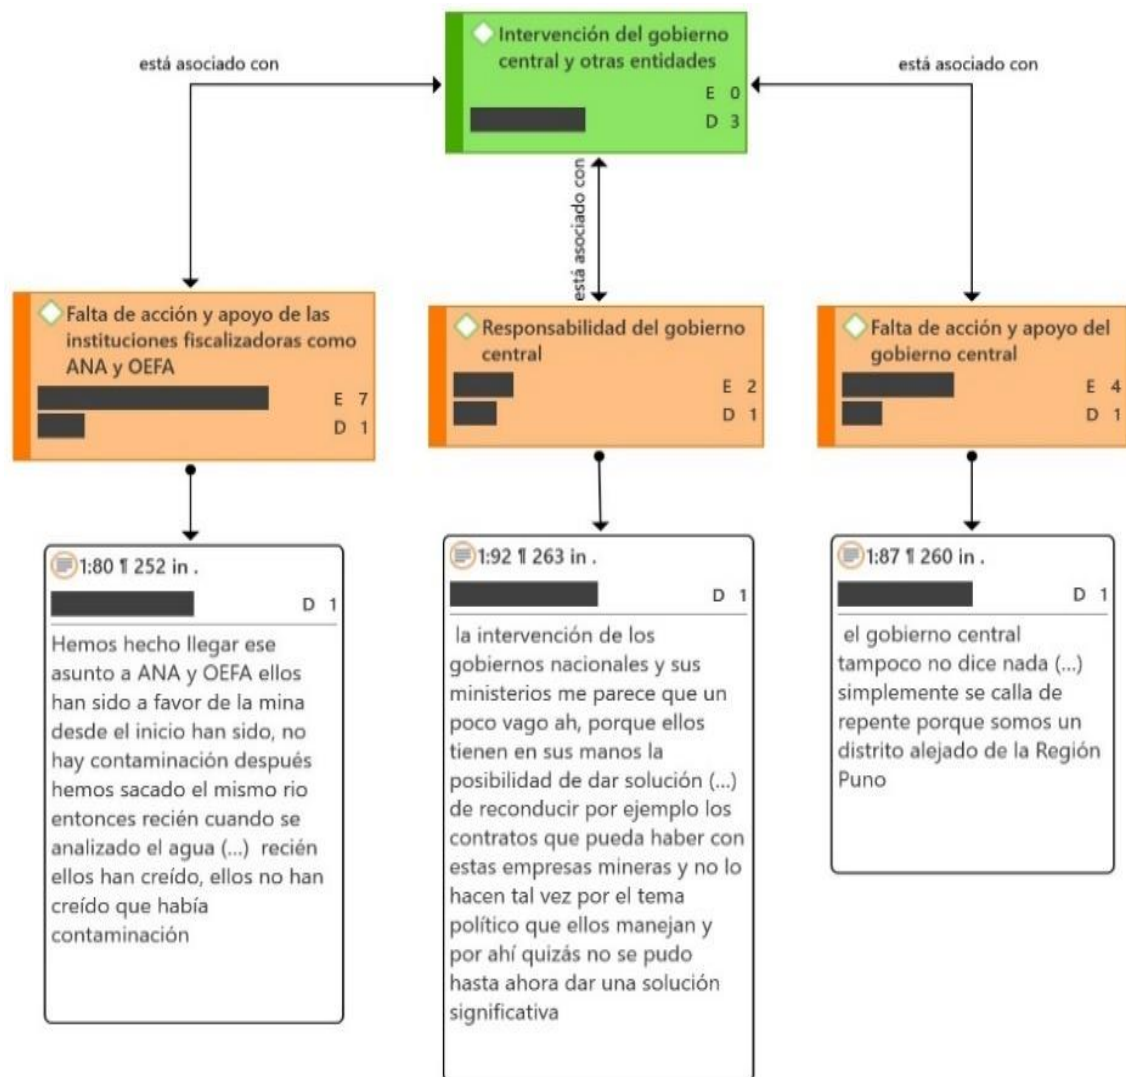 Intervención del gobierno
central y otras entidades
E 0
D 3
está asociado con
está asociado con
está asociado con
Falta de acción y apoyo de las
instituciones fiscalizadoras como
ANA y OEFA
E 7
D 1
Responsabilidad del gobierno
central
E 2
D 1
Falta de acción y apoyo del
gobierno central
E 4
D 1
1:80 ¶ 252 in .
D 1
Hemos hecho llegar ese
asunto a ANA y OEFA ellos
han sido a favor de la mina
desde el inicio han sido, no
hay contaminación después
hemos sacado el mismo rio
entonces recién cuando se
analizado el agua (...) recién
ellos han creído, ellos no han
creído que había
contaminación
1:92 ¶ 263 in .
D 1
la intervención de los
gobiernos nacionales y sus
ministerios me parece que un
poco vago ah, porque ellos
tienen en sus manos la
posibilidad de dar solución (...)
de reconducir por ejemplo los
contratos que pueda haber con
estas empresas mineras y no lo
hacen tal vez por el tema
político que ellos manejan y
por ahí quizás no se pudo
hasta ahora dar una solución
significativa
1:87 ¶ 260 in .
D 1
el gobierno central
tampoco no dice nada (...)
simplemente se calla de
repente porque somos un
distrito alejado de la Región
Puno